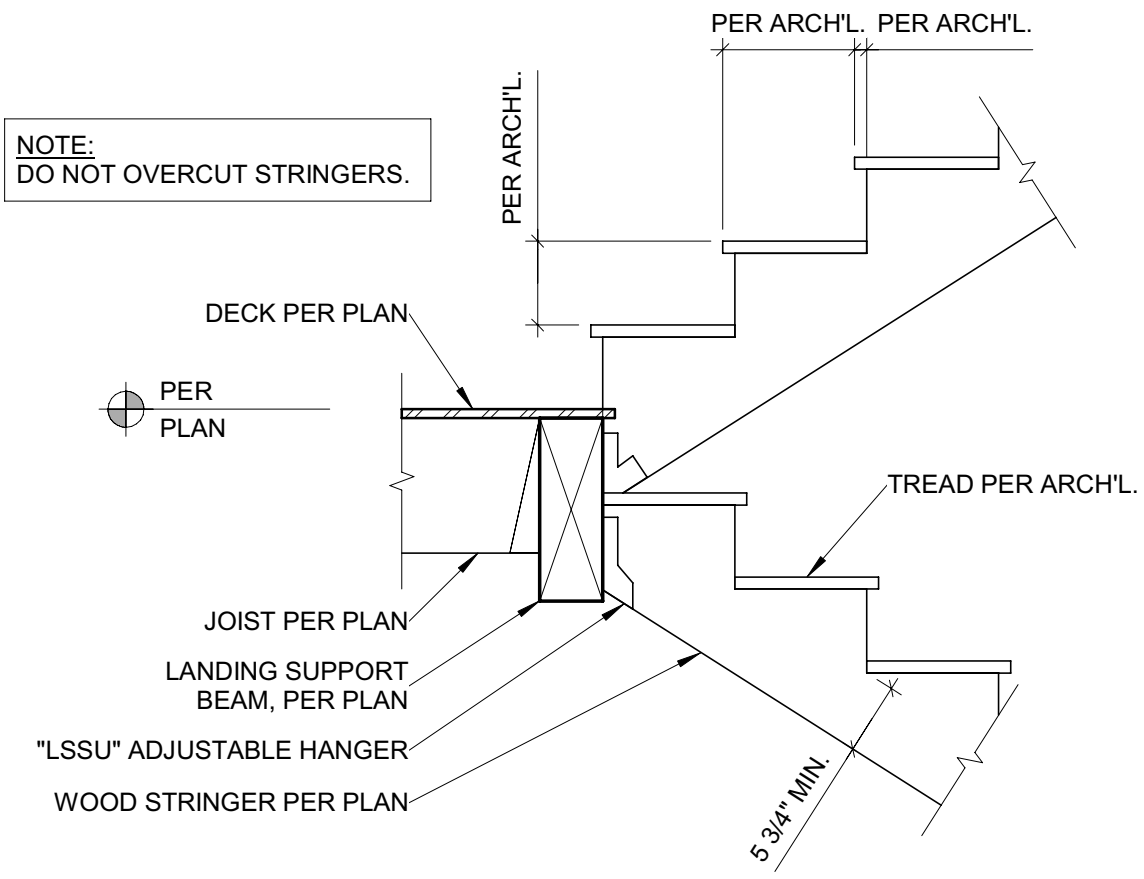 PER ARCH'L. PER ARCH'L.
PER ARCH'L.
NOTE:
DO NOT OVERCUT STRINGERS.
DECK PER PLAN
PER
PLAN
TREAD PER ARCH'L.
JOIST PER PLAN
LANDING SUPPORT
BEAM, PER PLAN
"LSSU" ADJUSTABLE HANGER
WOOD STRINGER PER PLAN
5 3/4" MIN.